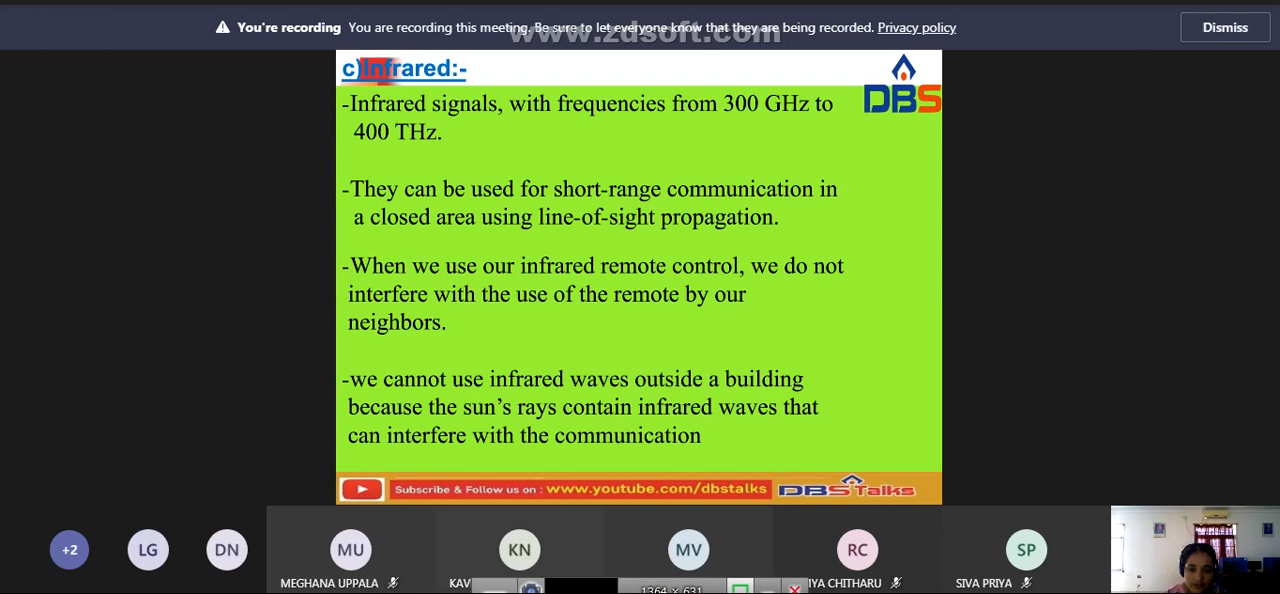 You're recording You are recording this meeting. Be sure to let everyone know that they are being recorded. Privacy policy
Dismiss
www.zdsoft.com
c)Infrared:-
DBS
-Infrared signals, with frequencies from 300 GHz to
400 THz.
-They can be used for short-range communication in
a closed area using line-of-sight propagation.
-When we use our infrared remote control, we do not
interfere with the use of the remote by our
neighbors.
-we cannot use infrared waves outside a building
because the sun's rays contain infrared waves that
can interfere with the communication
Subscribe & Follow us on : www.youtube.com/dbstalks DBS Talks
+2 LG DN MU KN MV RC SP
MEGHANA UPPALA KAV IYA CHITHARU SIVA PRIYA
1364 × 631